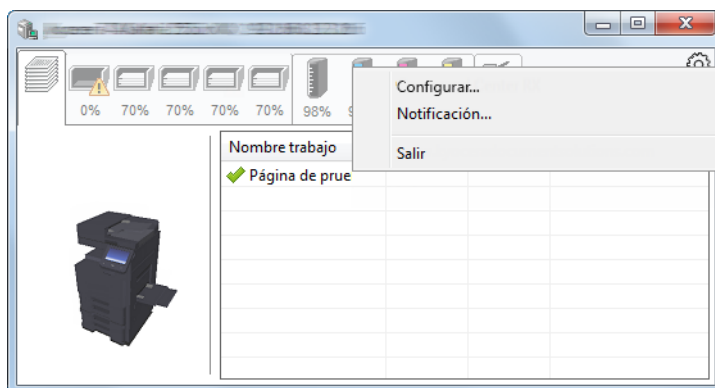 0% 70% 70% 70% 70% 98%
Configurar...
Notificación...
Salir
Nombre trabajo
Página de prue